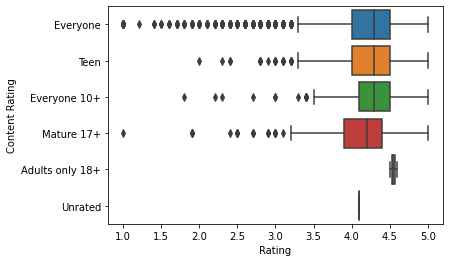 Content Rating
Everyone
Teen
Everyone 10+
Mature 17+
Adults only 18+
Unrated
1.0 1.5 2.0 2.5 3.0 3.5 4.0 4.5 5.0
Rating